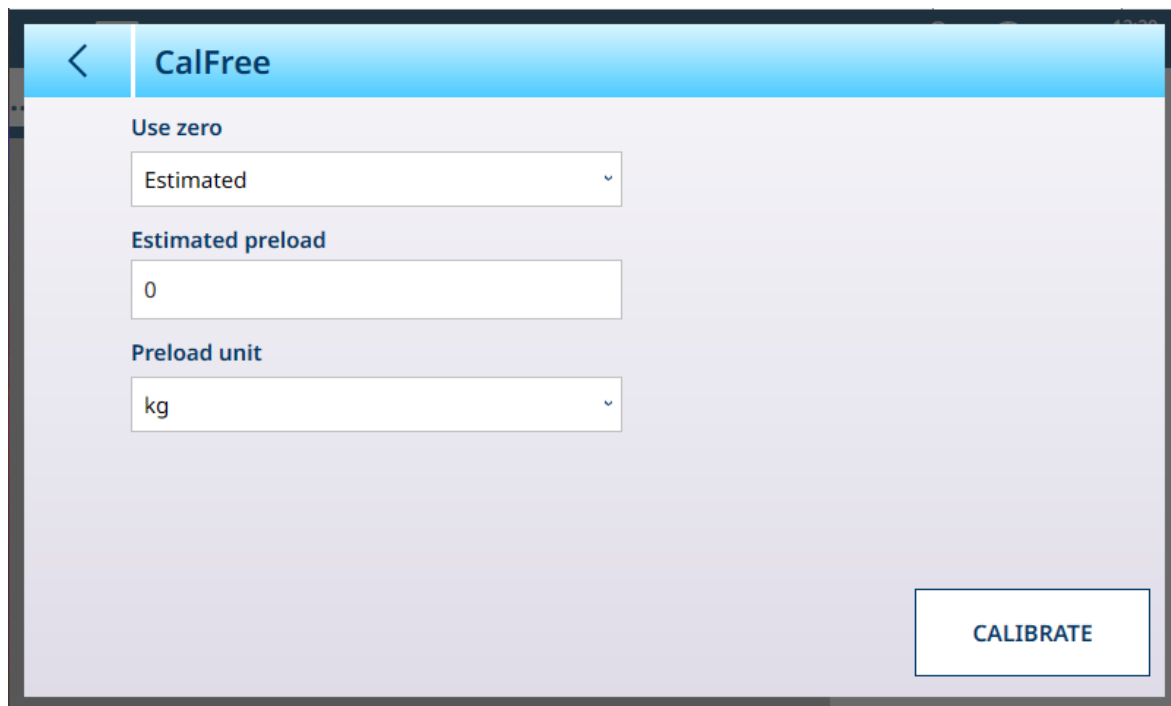 CalFree
Use zero
Estimated
Estimated preload
0
Preload unit
kg
CALIBRATE